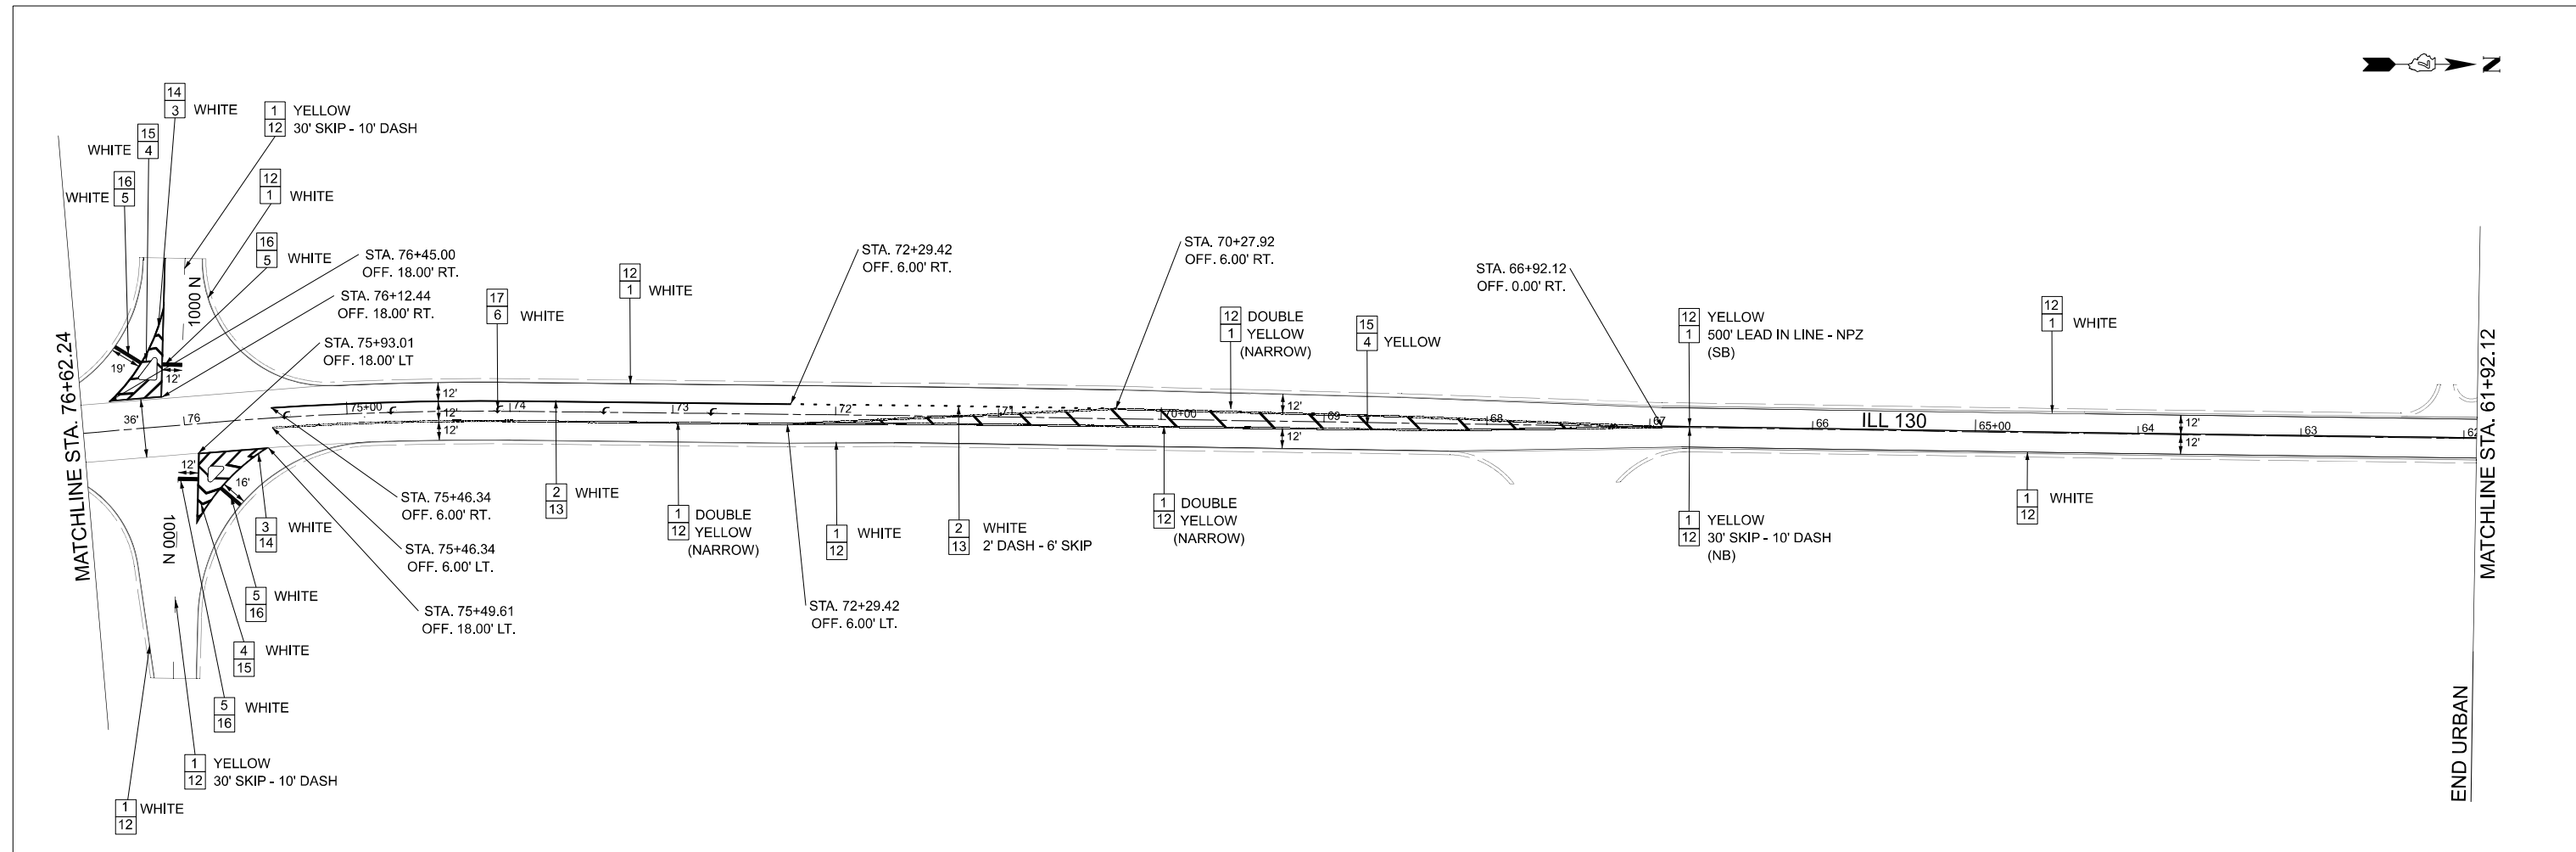 N
14
3 WHITE
1 YELLOW
12 30' SKIP - 10' DASH
15
WHITE 4
16
WHITE 5
12
1 WHITE
16
5 WHITE
1000 N
STA. 76+45.00
OFF. 18.00' RT.
STA. 76+12.44
OFF. 18.00' RT.
STA. 75+93.01
OFF. 18.00' LT
17
6 WHITE
12
1 WHITE
STA. 72+29.42
OFF. 6.00' RT.
STA. 70+27.92
OFF. 6.00' RT.
12 DOUBLE
1 YELLOW
(NARROW)
15
4 YELLOW
STA. 66+92.12
OFF. 0.00' RT.
12 YELLOW
1 500' LEAD IN LINE - NPZ
(SB)
12
1 WHITE
MATCHLINE STA. 76+62.24
MATCHLINE STA. 61+92.12
19'
12'
36'
76
75+00
12'
12'
12'
74
73
72
71
70+00
12'
12'
69
68
67
66
ILL 130
65+00
64
12'
12'
63
62
12'
16'
1000 N
STA. 75+46.34
OFF. 6.00' RT.
STA. 75+46.34
OFF. 6.00' LT.
STA. 75+49.61
OFF. 18.00' LT.
2 WHITE
13
1 DOUBLE
12 YELLOW
(NARROW)
1 WHITE
12
STA. 72+29.42
OFF. 6.00' LT.
2 WHITE
13 2' DASH - 6' SKIP
1 DOUBLE
12 YELLOW
(NARROW)
1 YELLOW
12 30' SKIP - 10' DASH
(NB)
1 WHITE
12
3 WHITE
14
5 WHITE
16
4 WHITE
15
5 WHITE
16
1 YELLOW
12 30' SKIP - 10' DASH
1 WHITE
12
END URBAN